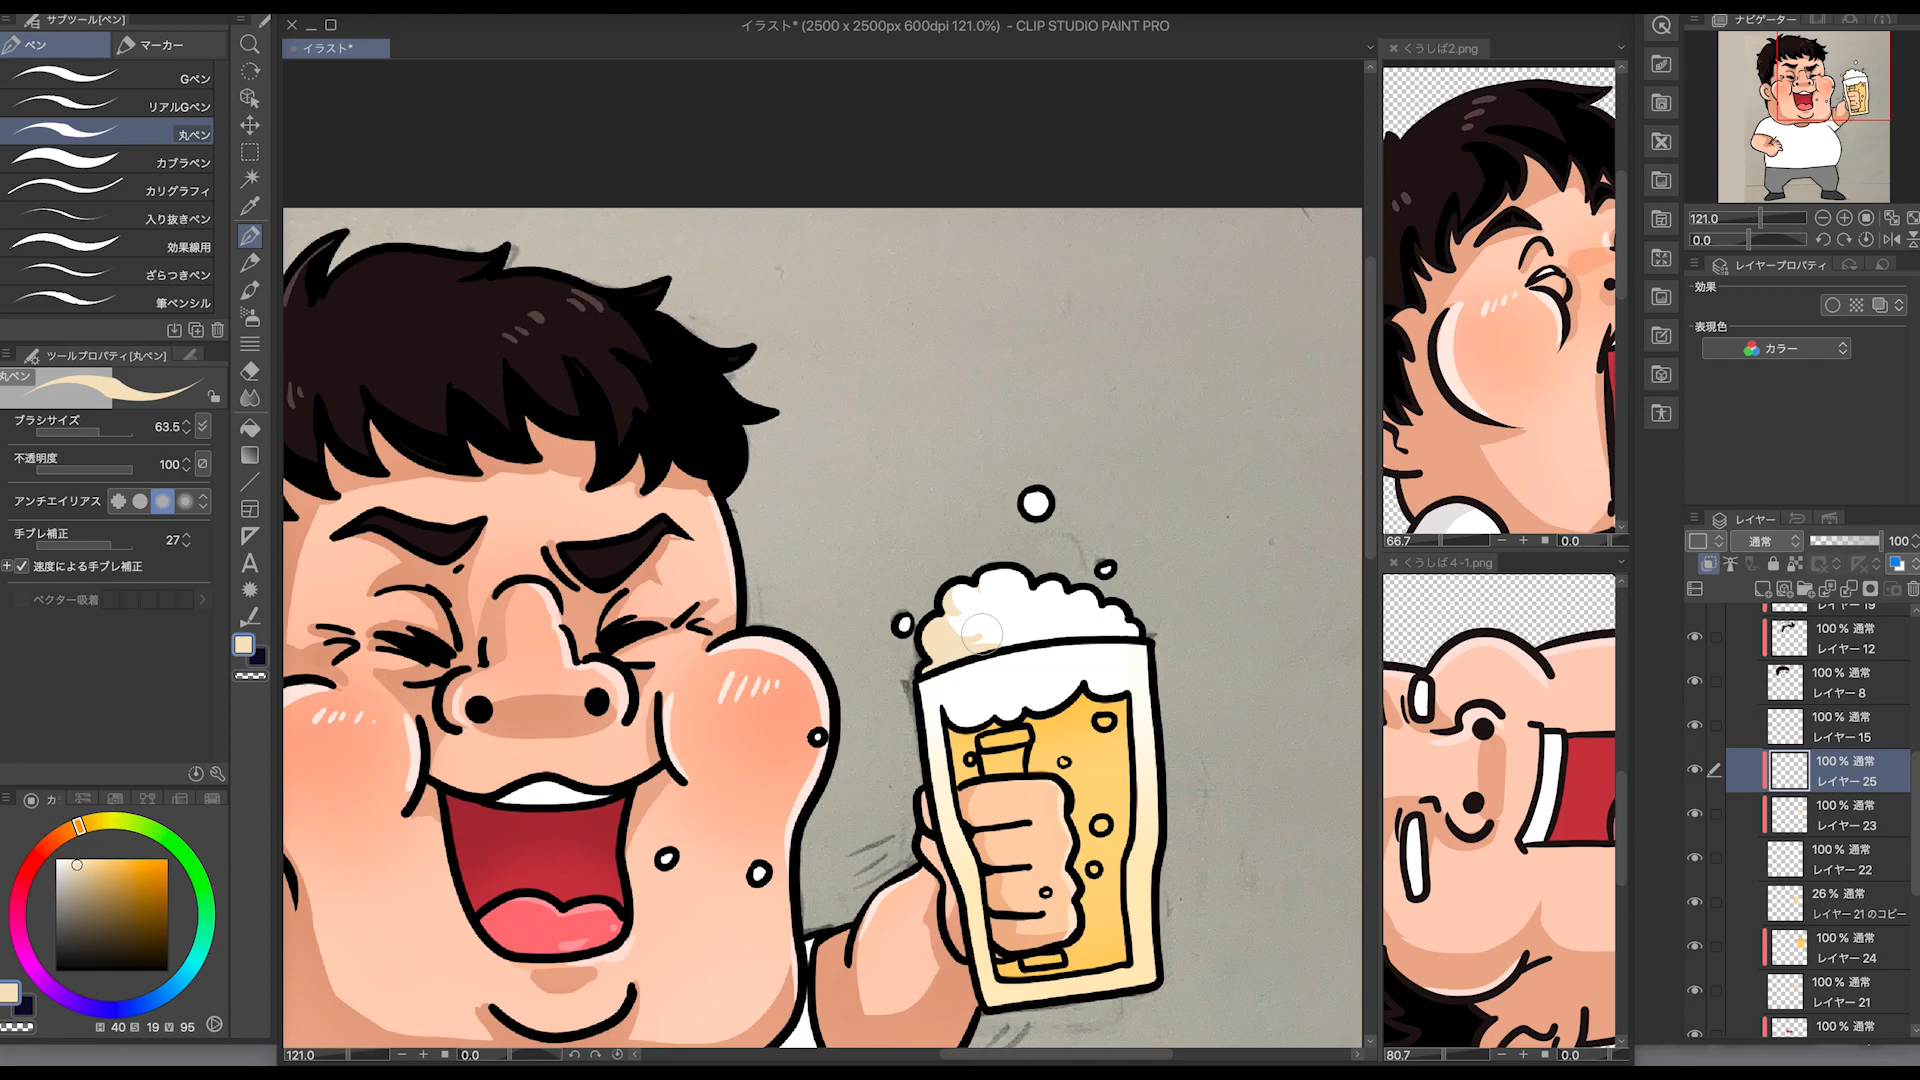 サブツール[ペン]
ペン
マーカー
Gペン
リアルGペン
丸ペン
カブラペン
カリグラフィ
入り抜きペン
効果線用
ざらつきペン
筆ペンシル
ツールプロパティ[丸ペン]
丸ペン
ブラシサイズ 63.5
不透明度 100
アンチエイリアス
手ブレ補正 27
速度による手ブレ補正
ベクター吸着
カ
H 40 S 19 V 95
イラスト* (2500 x 2500px 600dpi 121.0%) - CLIP STUDIO PAINT PRO
イラスト*
121.0
0.0
くうしば2.png
66.7
0.0
くうしば４-1.png
80.7
0.0
ナビゲーター
121.0
0.0
レイヤープロパティ
効果
表現色
カラー
レイヤー
通常 100
レイヤー 19
100 % 通常
レイヤー 12
100 % 通常
レイヤー 8
100 % 通常
レイヤー 15
100 % 通常
レイヤー 25
100 % 通常
レイヤー 23
100 % 通常
レイヤー 22
26 % 通常
レイヤー 21 のコピー
100 % 通常
レイヤー 24
100 % 通常
レイヤー 21
100 % 通常